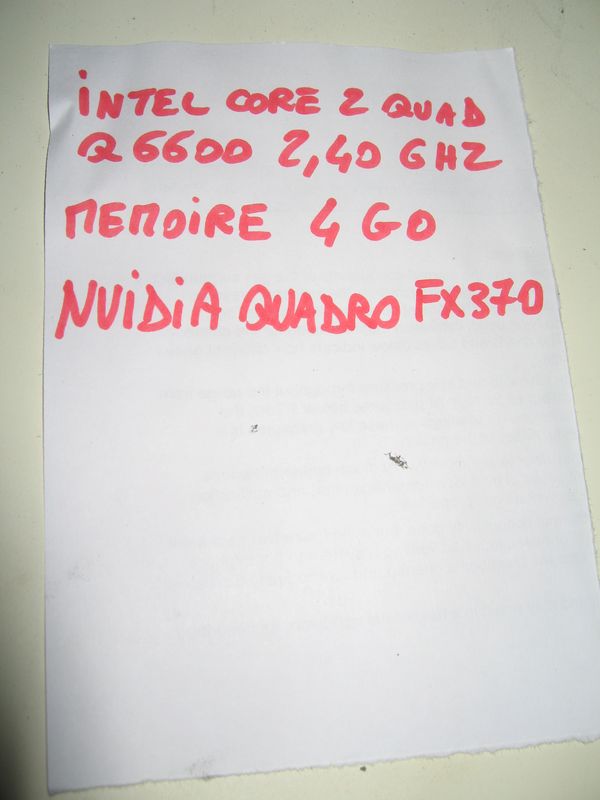 INTEL CORE 2 QUAD
Q6600 2,40 GHZ
MEMOIRE 4 GO
NVIDIA QUADRO FX370